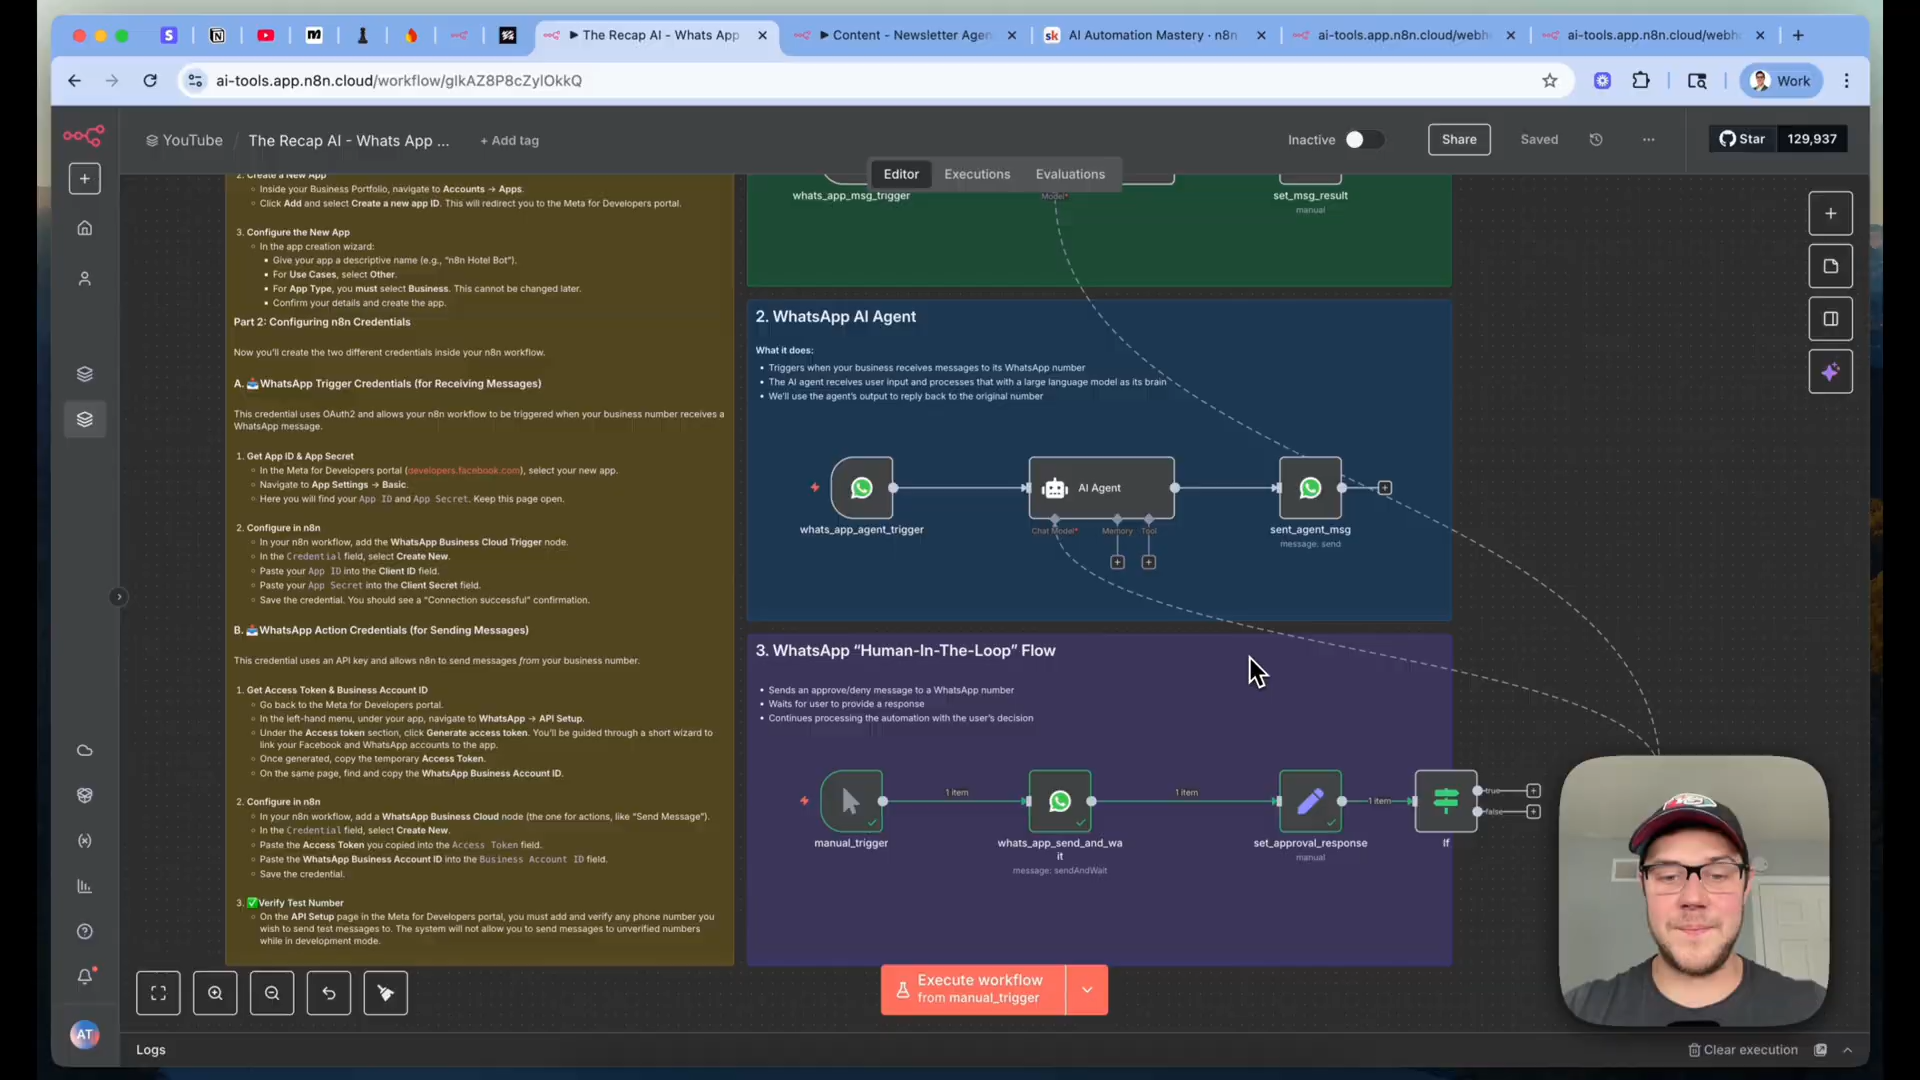 The Recap AI - Whats App
Content - Newsletter Agen
AI Automation Mastery · n8n
ai-tools.app.n8n.cloud/webh
ai-tools.app.n8n.cloud/webh
ai-tools.app.n8n.cloud/workflow/glkAZ8P8cZylOkkQ
Work
YouTube / The Recap AI - Whats App ...
+ Add tag
Inactive
Share
Saved
Star
129,937
Editor
Executions
Evaluations
2. Create a New App
Inside your Business Portfolio, navigate to Accounts → Apps.
Click Add and select Create a new app ID. This will redirect you to the Meta for Developers portal.
3. Configure the New App
In the app creation wizard:
Give your app a descriptive name (e.g., “n8n Hotel Bot”).
For Use Cases, select Other.
For App Type, you must select Business. This cannot be changed later.
Confirm your details and create the app.
Part 2: Configuring n8n Credentials
Now you’ll create the two different credentials inside your n8n workflow.
A. WhatsApp Trigger Credentials (for Receiving Messages)
This credential uses OAuth2 and allows your n8n workflow to be triggered when your business number receives a
WhatsApp message.
1. Get App ID & App Secret
In the Meta for Developers portal (developers.facebook.com), select your new app.
Navigate to App Settings → Basic.
Here you will find your App ID and App Secret. Keep this page open.
2. Configure in n8n
In your n8n workflow, add the WhatsApp Business Cloud Trigger node.
In the Credential field, select Create New.
Paste your App ID into the Client ID field.
Paste your App Secret into the Client Secret field.
Save the credential. You should see a “Connection successful” confirmation.
B. WhatsApp Action Credentials (for Sending Messages)
This credential uses an API key and allows n8n to send messages from your business number.
1. Get Access Token & Business Account ID
Go back to the Meta for Developers portal.
In the left-hand menu, under your app, navigate to WhatsApp → API Setup.
Under the Access token section, click Generate access token. You’ll be guided through a short wizard to
link your Facebook and WhatsApp accounts to the app.
Once generated, copy the temporary Access Token.
On the same page, find and copy the WhatsApp Business Account ID.
2. Configure in n8n
In your n8n workflow, add a WhatsApp Business Cloud node (the one for actions, like “Send Message”).
In the Credential field, select Create New.
Paste the Access Token you copied into the Access Token field.
Paste the WhatsApp Business Account ID into the Business Account ID field.
Save the credential.
3. Verify Test Number
On the API Setup page in the Meta for Developers portal, you must add and verify any phone number you
wish to send test messages to. The system will not allow you to send messages to unverified numbers
while in development mode.
whats_app_msg_trigger
Model*
set_msg_result
manual
2. WhatsApp AI Agent
What it does:
Triggers when your business receives messages to its WhatsApp number
The AI agent receives user input and processes that with a large language model as its brain
We’ll use the agent’s output to reply back to the original number
AI Agent
whats_app_agent_trigger
Chat Model*
Memory
Tool
sent_agent_msg
message: send
3. WhatsApp “Human-In-The-Loop” Flow
Sends an approve/deny message to a WhatsApp number
Waits for user to provide a response
Continues processing the automation with the user’s decision
1 item
1 item
1 item
true
false
manual_trigger
whats_app_send_and_wa
it
message: sendAndWait
set_approval_response
manual
If
Execute workflow
from manual_trigger
AT
Logs
Clear execution